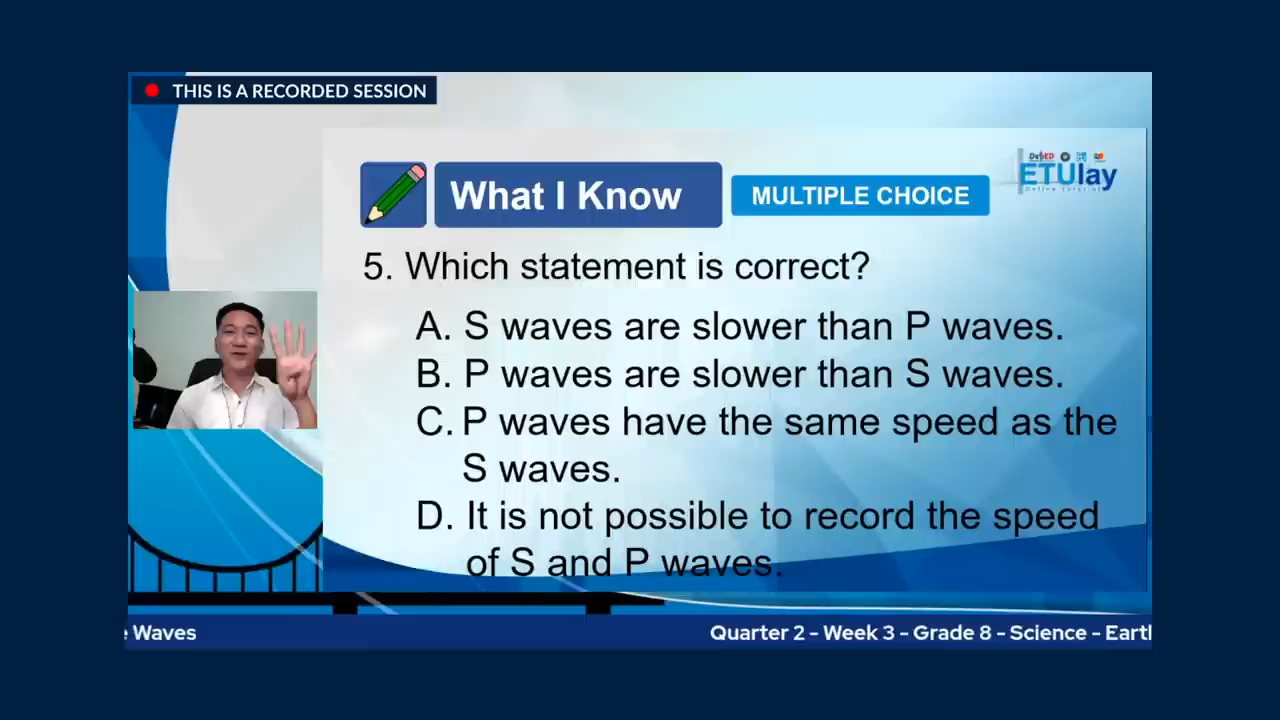 THIS IS A RECORDED SESSION
DepED
ETUlay
What I Know
MULTIPLE CHOICE
5. Which statement is correct?
A. S waves are slower than P waves.
B. P waves are slower than S waves.
C. P waves have the same speed as the
S waves.
D. It is not possible to record the speed
of S and P waves.
e Waves
Quarter 2 - Week 3 - Grade 8 - Science - Eart